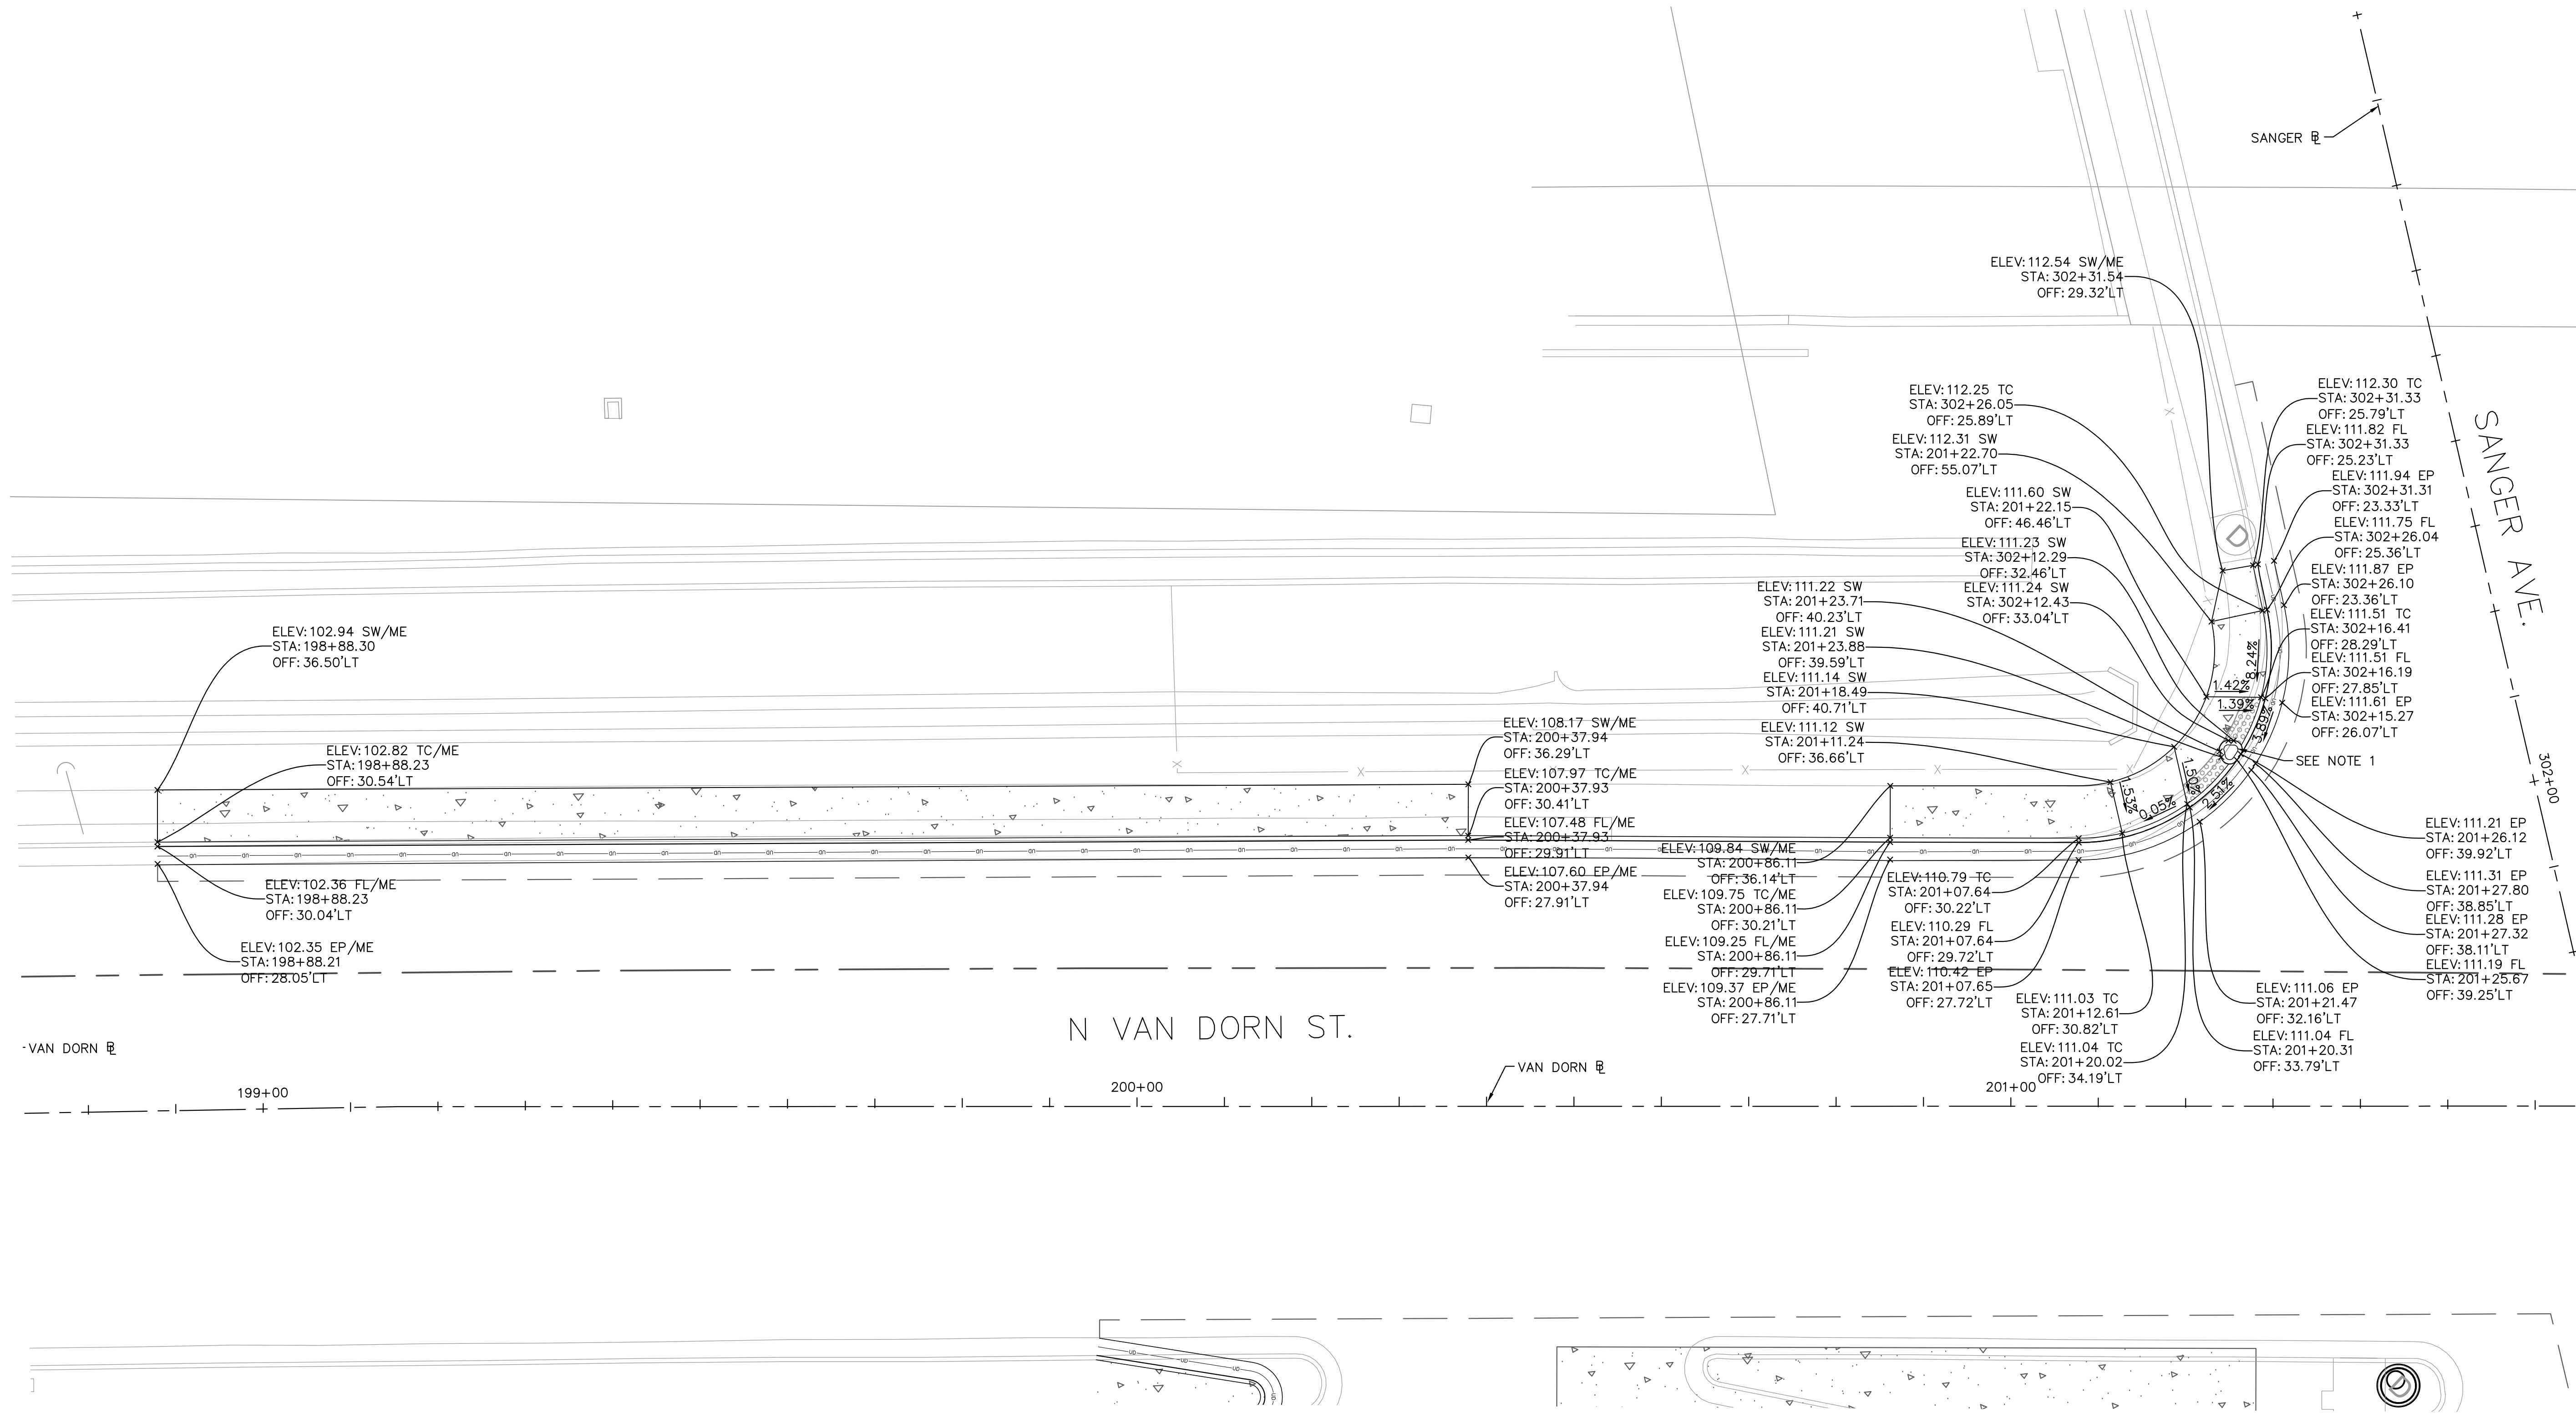 SANGER BL
ELEV: 112.54 SW/ME
STA: 302+31.54
OFF: 29.32'LT
ELEV: 112.25 TC
STA: 302+26.05
OFF: 25.89'LT
ELEV: 112.31 SW
STA: 201+22.70
OFF: 55.07'LT
ELEV: 111.60 SW
STA: 201+22.15
OFF: 46.46'LT
ELEV: 111.23 SW
STA: 302+12.29
OFF: 32.46'LT
ELEV: 111.24 SW
STA: 302+12.43
OFF: 33.04'LT
ELEV: 111.22 SW
STA: 201+23.71
OFF: 40.23'LT
ELEV: 111.21 SW
STA: 201+23.88
OFF: 39.59'LT
ELEV: 111.14 SW
STA: 201+18.49
OFF: 40.71'LT
ELEV: 111.12 SW
STA: 201+11.24
OFF: 36.66'LT
ELEV: 112.30 TC
STA: 302+31.33
OFF: 25.79'LT
ELEV: 111.82 FL
STA: 302+31.33
OFF: 25.23'LT
ELEV: 111.94 EP
STA: 302+31.31
OFF: 23.33'LT
ELEV: 111.75 FL
STA: 302+26.04
OFF: 25.36'LT
ELEV: 111.87 EP
STA: 302+26.10
OFF: 23.36'LT
ELEV: 111.51 TC
STA: 302+16.41
OFF: 28.29'LT
ELEV: 111.51 FL
STA: 302+16.19
OFF: 27.85'LT
ELEV: 111.61 EP
STA: 302+15.27
OFF: 26.07'LT
SEE NOTE 1
SANGER AVE.
302+00
D
8.24%
1.42%
1.39%
3.89%
1.50%
2.51%
1.53%
0.05%
ELEV: 102.94 SW/ME
STA: 198+88.30
OFF: 36.50'LT
ELEV: 102.82 TC/ME
STA: 198+88.23
OFF: 30.54'LT
ELEV: 102.36 FL/ME
STA: 198+88.23
OFF: 30.04'LT
ELEV: 102.35 EP/ME
STA: 198+88.21
OFF: 28.05'LT
ELEV: 108.17 SW/ME
STA: 200+37.94
OFF: 36.29'LT
ELEV: 107.97 TC/ME
STA: 200+37.93
OFF: 30.41'LT
ELEV: 107.48 FL/ME
STA: 200+37.93
OFF: 29.91'LT
ELEV: 107.60 EP/ME
STA: 200+37.94
OFF: 27.91'LT
ELEV: 109.84 SW/ME
STA: 200+86.11
OFF: 36.14'LT
ELEV: 109.75 TC/ME
STA: 200+86.11
OFF: 30.21'LT
ELEV: 109.25 FL/ME
STA: 200+86.11
OFF: 29.71'LT
ELEV: 109.37 EP/ME
STA: 200+86.11
OFF: 27.71'LT
ELEV: 110.79 TC
STA: 201+07.64
OFF: 30.22'LT
ELEV: 110.29 FL
STA: 201+07.64
OFF: 29.72'LT
ELEV: 110.42 EP
STA: 201+07.65
OFF: 27.72'LT
ELEV: 111.03 TC
STA: 201+12.61
OFF: 30.82'LT
ELEV: 111.04 TC
STA: 201+20.02
OFF: 34.19'LT
ELEV: 111.06 EP
STA: 201+21.47
OFF: 32.16'LT
ELEV: 111.04 FL
STA: 201+20.31
OFF: 33.79'LT
ELEV: 111.21 EP
STA: 201+26.12
OFF: 39.92'LT
ELEV: 111.31 EP
STA: 201+27.80
OFF: 38.85'LT
ELEV: 111.28 EP
STA: 201+27.32
OFF: 38.11'LT
ELEV: 111.19 FL
STA: 201+25.67
OFF: 39.25'LT
N VAN DORN ST.
VAN DORN BL
VAN DORN BL
199+00
200+00
201+00
D